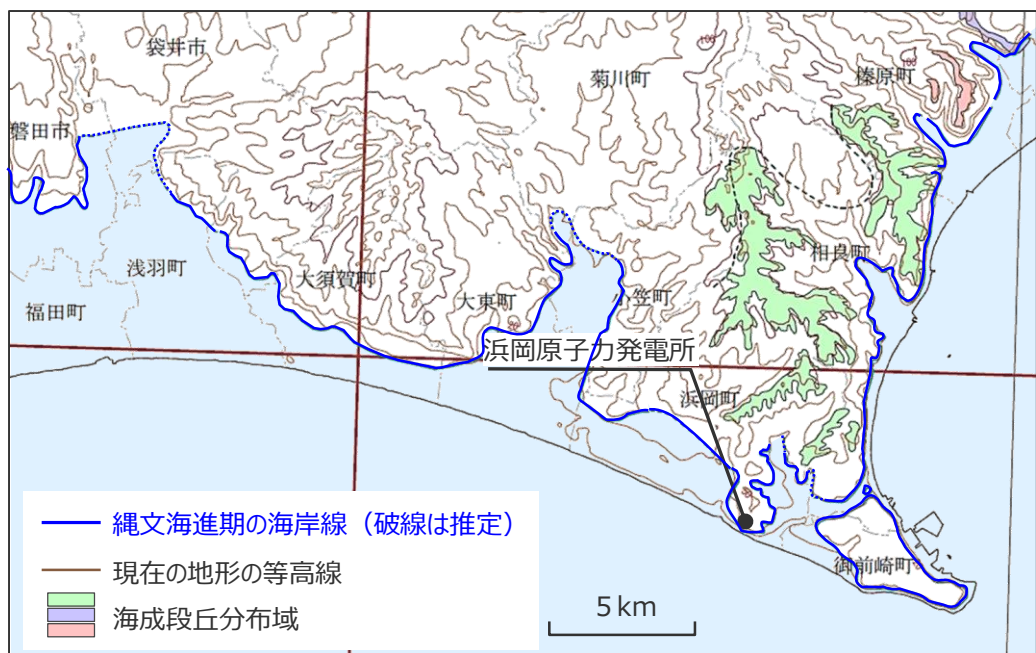 袋井市
菊川町
榛原町
磐田市
浅羽町
大須賀町
相良町
福田町
大東町
小笠町
浜岡原子力発電所
浜岡町
御前崎町
縄文海進期の海岸線（破線は推定）
現在の地形の等高線
海成段丘分布域
5 km